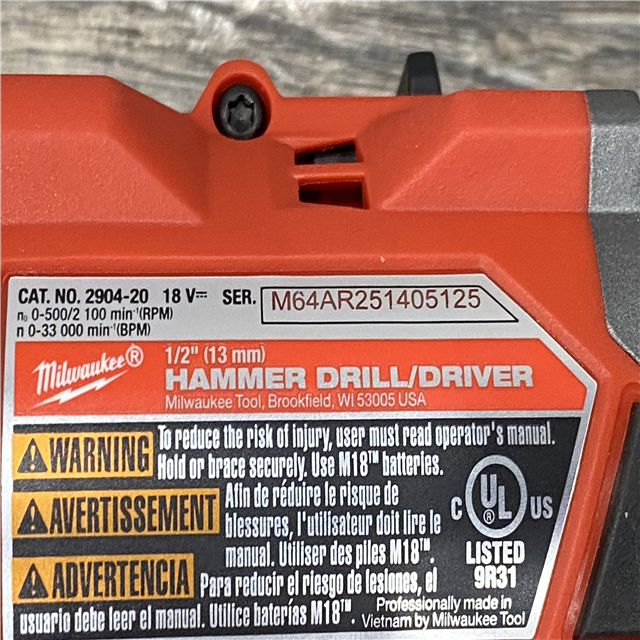 CAT. NO. 2904-20 18 V⎓ SER. M64AR251405125
n₀ 0-500/2 100 min⁻¹(RPM)
n 0-33 000 min⁻¹(BPM)
Milwaukee®
1/2" (13 mm)
HAMMER DRILL/DRIVER
Milwaukee Tool, Brookfield, WI 53005 USA
WARNING To reduce the risk of injury, user must read operator's manual.
Hold or brace securely. Use M18™ batteries.
AVERTISSEMENT Afin de réduire le risque de
blessures, l'utilisateur doit lire le
manual. Utiliser des piles M18™.
ADVERTENCIA Para reducir el riesgo de lesiones, el
usuario debe leer el manual. Utilice baterías M18™.
C UL® US
LISTED
9R31
Professionally made in
Vietnam by Milwaukee Tool